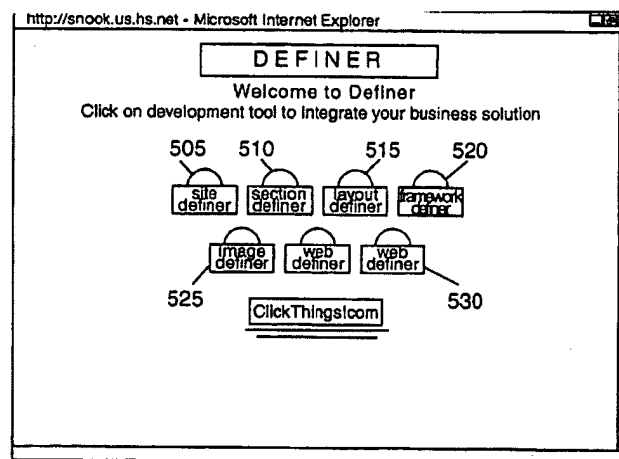 http://snook.us.hs.net - Microsoft Internet Explorer
DEFINER
Welcome to Definer
Click on development tool to integrate your business solution
505 510 515 520
site definer section definer layout definer framework definer
image definer web definer web definer
525 530
ClickThings!com